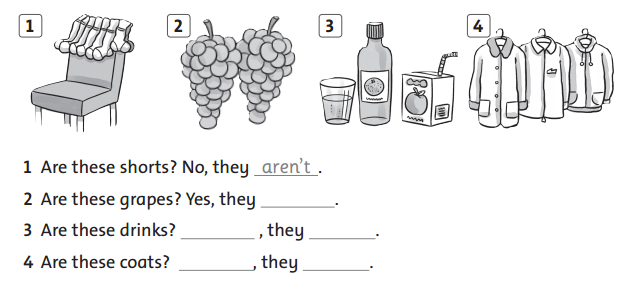 1
2
3
4
1 Are these shorts? No, they aren't.
2 Are these grapes? Yes, they ________.
3 Are these drinks? ________, they ________.
4 Are these coats? ________, they ________.